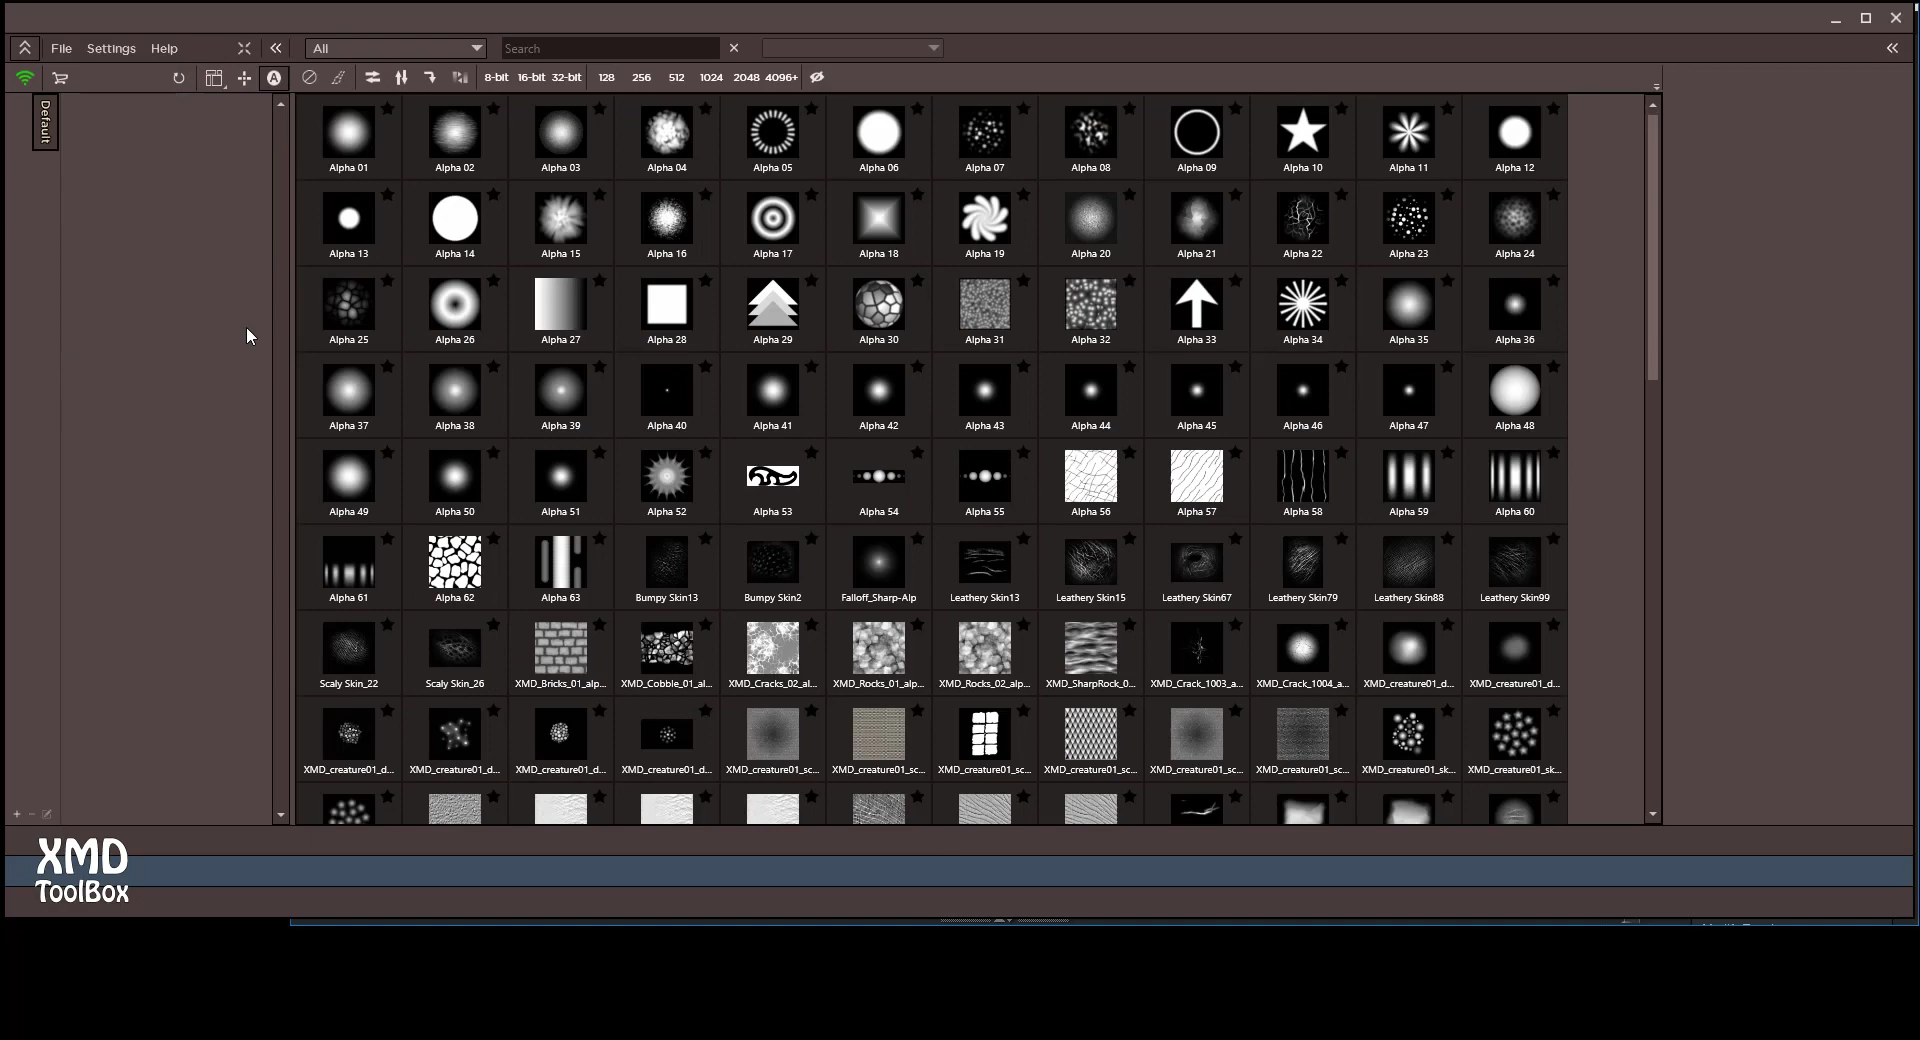 File Settings Help All Search
A 8-bit 16-bit 32-bit 128 256 512 1024 2048 4096+
Default
Alpha 01 Alpha 02 Alpha 03 Alpha 04 Alpha 05 Alpha 06 Alpha 07 Alpha 08 Alpha 09 Alpha 10 Alpha 11 Alpha 12
Alpha 13 Alpha 14 Alpha 15 Alpha 16 Alpha 17 Alpha 18 Alpha 19 Alpha 20 Alpha 21 Alpha 22 Alpha 23 Alpha 24
Alpha 25 Alpha 26 Alpha 27 Alpha 28 Alpha 29 Alpha 30 Alpha 31 Alpha 32 Alpha 33 Alpha 34 Alpha 35 Alpha 36
Alpha 37 Alpha 38 Alpha 39 Alpha 40 Alpha 41 Alpha 42 Alpha 43 Alpha 44 Alpha 45 Alpha 46 Alpha 47 Alpha 48
Alpha 49 Alpha 50 Alpha 51 Alpha 52 Alpha 53 Alpha 54 Alpha 55 Alpha 56 Alpha 57 Alpha 58 Alpha 59 Alpha 60
Alpha 61 Alpha 62 Alpha 63 Bumpy Skin13 Bumpy Skin2 Falloff_Sharp-Alp Leathery Skin13 Leathery Skin15 Leathery Skin67 Leathery Skin79 Leathery Skin88 Leathery Skin99
Scaly Skin_22 Scaly Skin_26 XMD_Bricks_01_alp... XMD_Cobble_01_al... XMD_Cracks_02_al... XMD_Rocks_01_alp... XMD_Rocks_02_alp... XMD_SharpRock_0... XMD_Crack_1003_a... XMD_Crack_1004_a... XMD_creature01_d... XMD_creature01_d...
XMD_creature01_d... XMD_creature01_d... XMD_creature01_d... XMD_creature01_d... XMD_creature01_sc... XMD_creature01_sc... XMD_creature01_sc... XMD_creature01_sc... XMD_creature01_sc... XMD_creature01_sc... XMD_creature01_sk... XMD_creature01_sk...
XMD
ToolBox